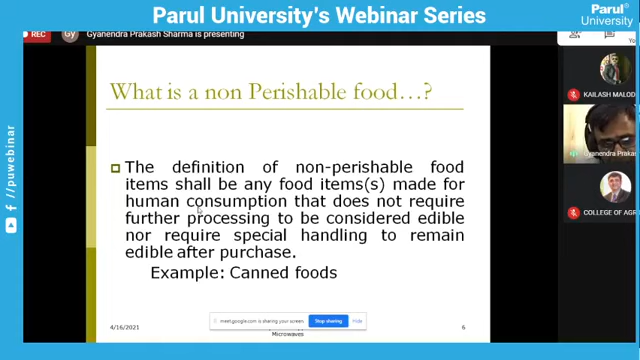 Parul University's Webinar Series
Parul®
University
REC
Gy
Gyanendra Prakash Sharma is presenting
6
Yo
What is a non Perishable food…?
The definition of non-perishable food
items shall be any food items(s) made for
human consumption that does not require
further processing to be considered edible
nor require special handling to remain
edible after purchase.
Example: Canned foods
4/16/2021
meet.google.com is sharing your screen.
Stop sharing
Hide
Microwaves
6
KAILASH MALOD
Gyanendra Prakas
COLLEGE OF AGR
/puwebinar